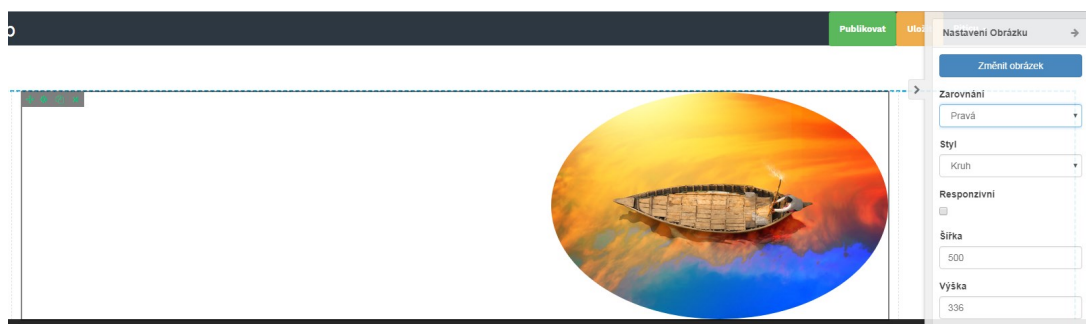 Publikovat
Nastavení Obrázku
Změnit obrázek
Zarovnání
Pravá
Styl
Kruh
Responzivní
Šířka
500
Výška
336